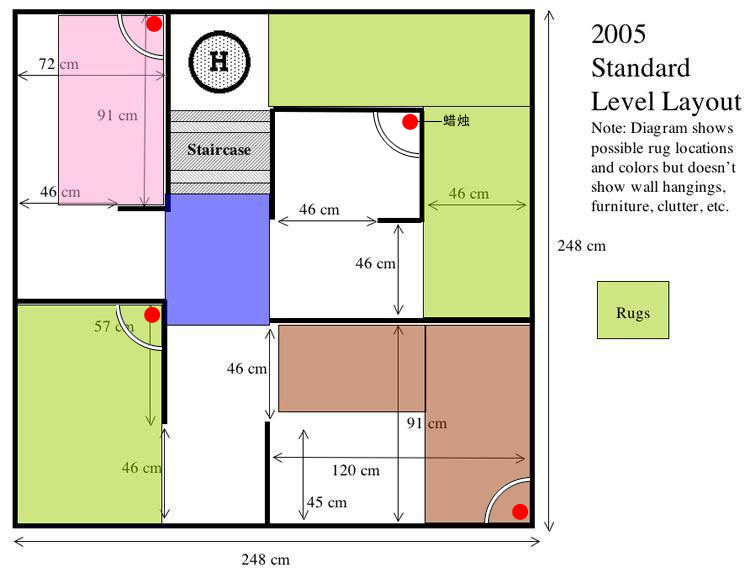 2005
Standard
Level Layout
Note: Diagram shows
possible rug locations
and colors but doesn't
show wall hangings,
furniture, clutter, etc.
H
72 cm
91 cm
蜡烛
Staircase
46 cm
46 cm
46 cm
248 cm
46 cm
Rugs
57 cm
46 cm
91 cm
46 cm
120 cm
45 cm
248 cm